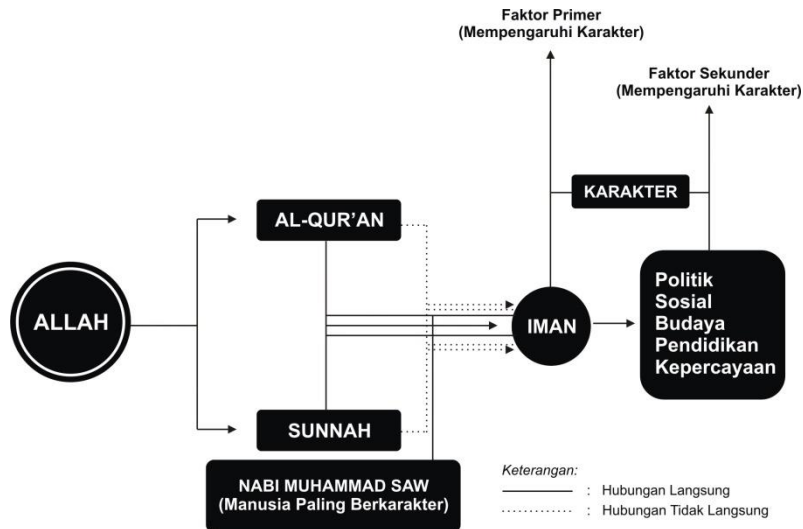 Faktor Primer
(Mempengaruhi Karakter)
Faktor Sekunder
(Mempengaruhi Karakter)
KARAKTER
AL-QUR'AN
ALLAH
IMAN
Politik
Sosial
Budaya
Pendidikan
Kepercayaan
SUNNAH
NABI MUHAMMAD SAW
(Manusia Paling Berkarakter)
Keterangan:
: Hubungan Langsung
: Hubungan Tidak Langsung